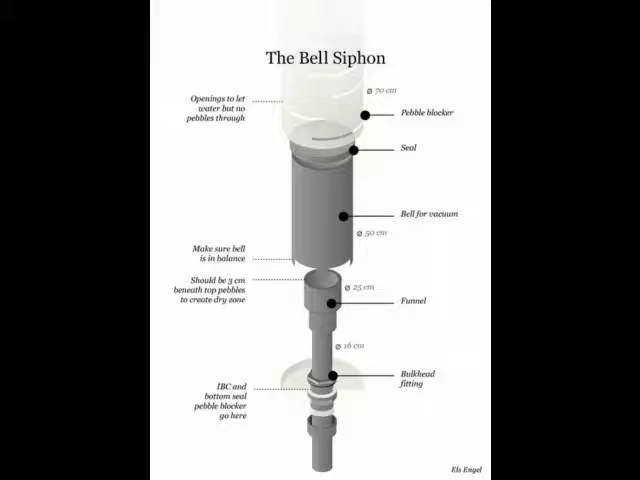 The Bell Siphon
Openings to let
water but no
pebbles through
ø 70 cm
Pebble blocker
Seal
Bell for vacuum
ø 50 cm
Make sure bell
is in balance
Should be 3 cm
beneath top pebbles
to create dry zone
ø 25 cm
Funnel
ø 16 cm
Bulkhead
fitting
IBC and
bottom seal
pebble blocker
go here
Els Engel